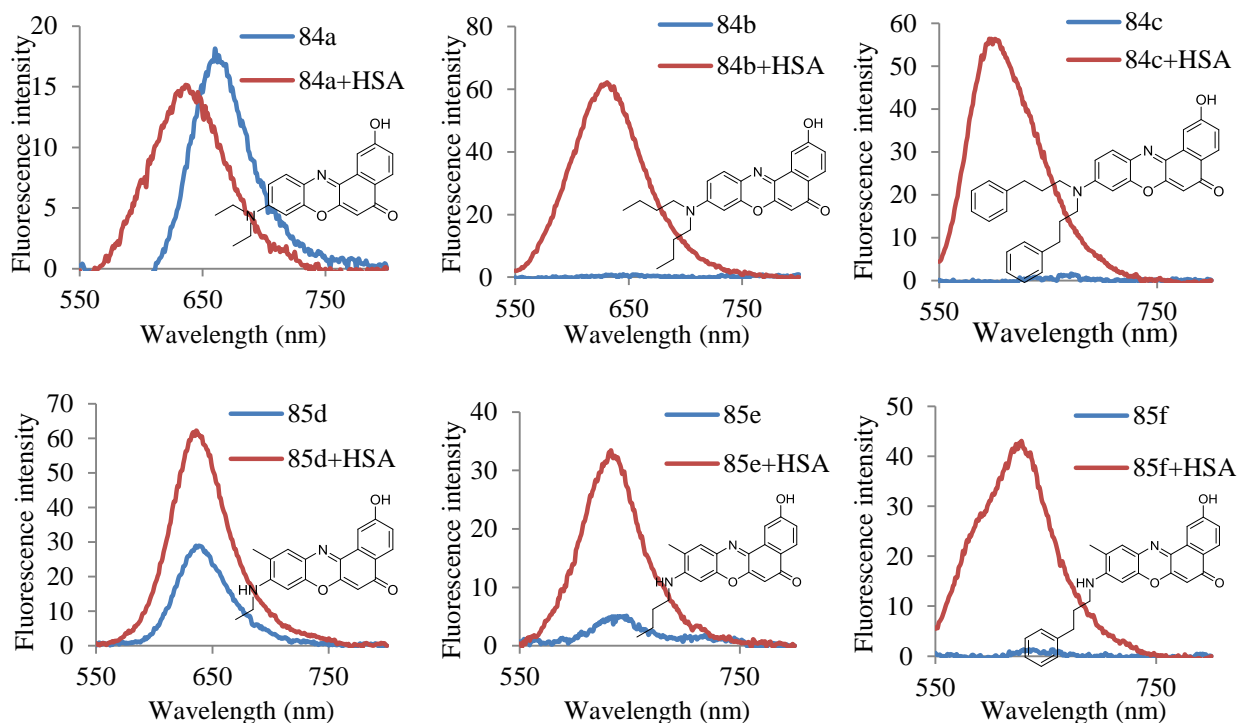 Fluorescence intensity
84a
84a+HSA
20
15
10
5
0
550
650
750
Wavelength (nm)
OH
N
N
O
O
Fluorescence intensity
84b
84b+HSA
80
60
40
20
0
550
750
Wavelength (nm)
OH
N
N
O
O
Fluorescence intensity
84c
84c+HSA
60
50
40
30
20
10
0
550
750
Wavelength (nm)
OH
N
N
O
O
Fluorescence intensity
85d
85d+HSA
70
60
50
40
30
20
10
0
550
650
750
Wavelength (nm)
OH
N
HN
O
O
Fluorescence intensity
85e
85e+HSA
40
30
20
10
0
550
750
Wavelength (nm)
OH
N
HN
O
O
Fluorescence intensity
85f
85f+HSA
50
40
30
20
10
0
550
750
Wavelength (nm)
OH
N
HN
O
O